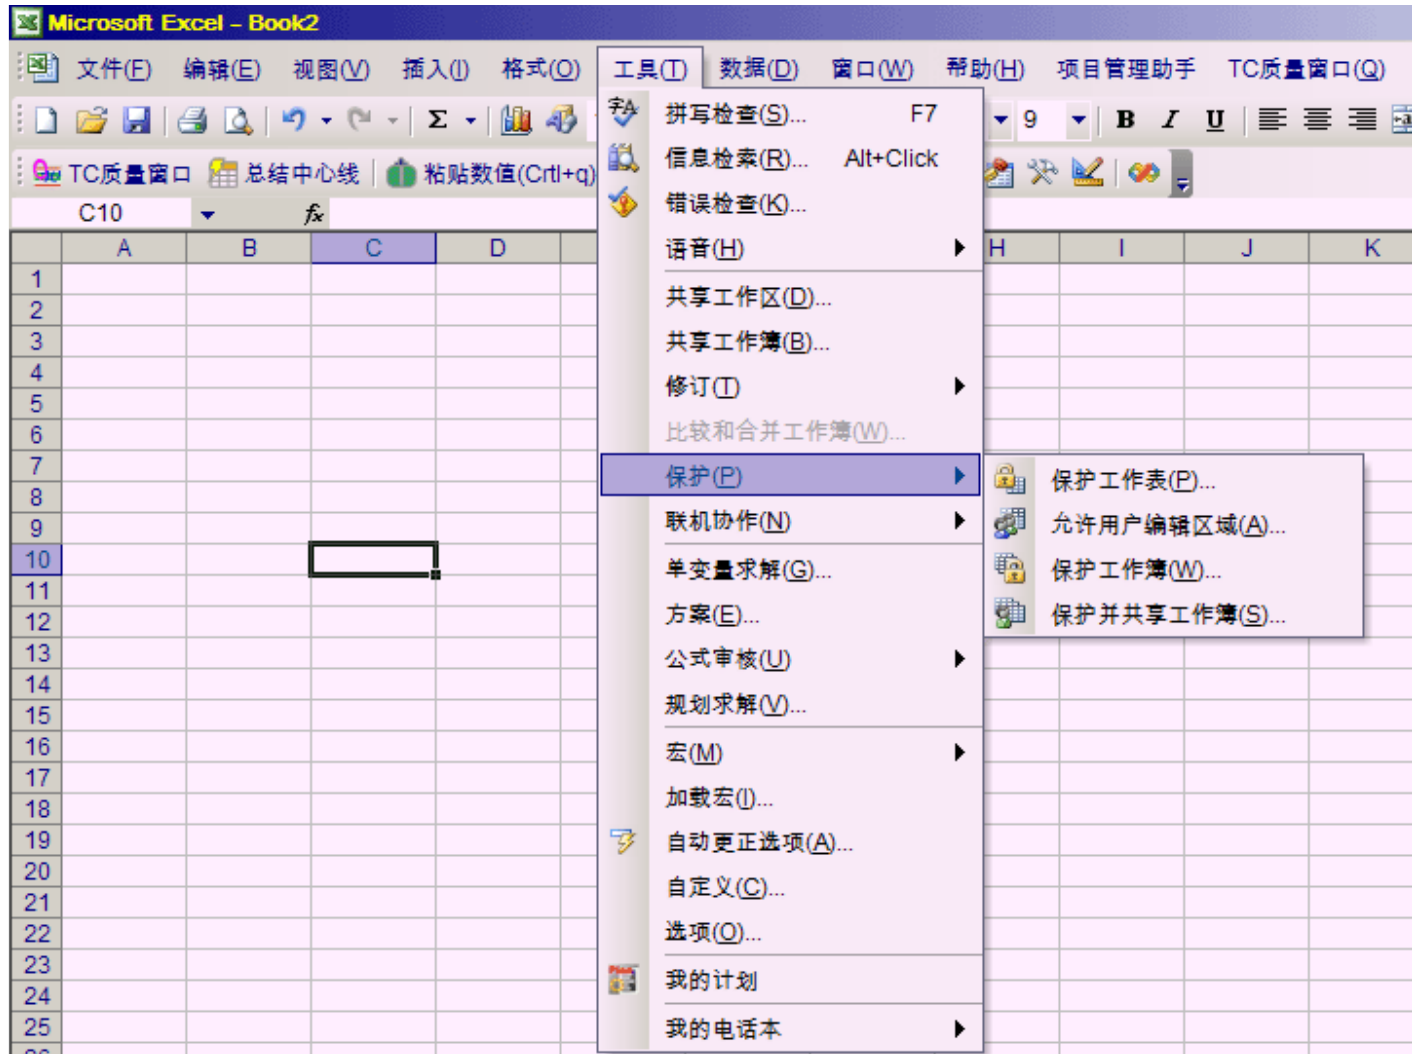 Microsoft Excel - Book2
文件(F) 编辑(E) 视图(V) 插入(I) 格式(O) 工具(T) 数据(D) 窗口(W) 帮助(H) 项目管理助手 TC质量窗口(Q)
Σ 9 B I U
TC质量窗口 总结中心线 粘贴数值(Crtl+q)
C10 fx
A B C D H I J K
1
2
3
4
5
6
7
8
9
10
11
12
13
14
15
16
17
18
19
20
21
22
23
24
25
26
拼写检查(S)... F7
信息检索(R)... Alt+Click
错误检查(K)...
语音(H)
共享工作区(D)...
共享工作簿(B)...
修订(T)
比较和合并工作簿(W)...
保护(P)
联机协作(N)
单变量求解(G)...
方案(E)...
公式审核(U)
规划求解(V)...
宏(M)
加载宏(I)...
自动更正选项(A)...
自定义(C)...
选项(O)...
我的计划
我的电话本
保护工作表(P)...
允许用户编辑区域(A)...
保护工作簿(W)...
保护并共享工作簿(S)...